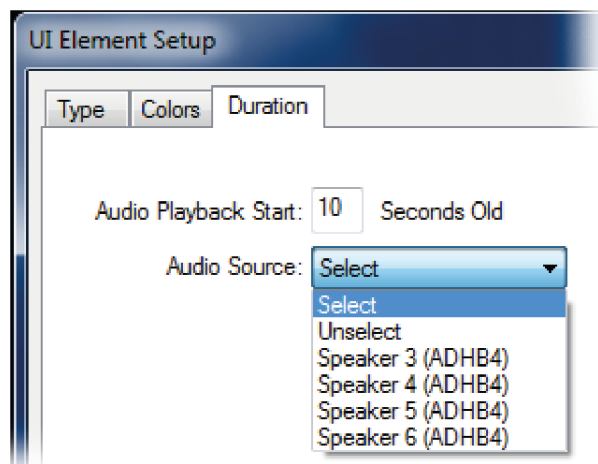 UI Element Setup
Type Colors Duration
Audio Playback Start: 10 Seconds Old
Audio Source: Select
Select
Unselect
Speaker 3 (ADHB4)
Speaker 4 (ADHB4)
Speaker 5 (ADHB4)
Speaker 6 (ADHB4)